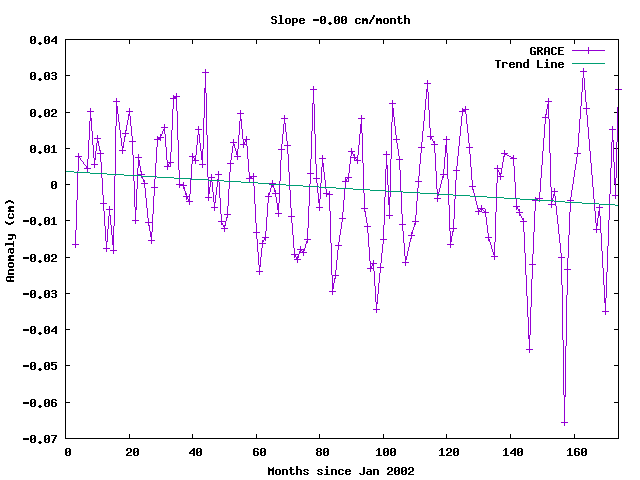 Slope -0.00 cm/month
0.04
0.03
0.02
0.01
0
-0.01
-0.02
-0.03
-0.04
-0.05
-0.06
-0.07
Anomaly (cm)
GRACE
Trend Line
0 20 40 60 80 100 120 140 160
Months since Jan 2002